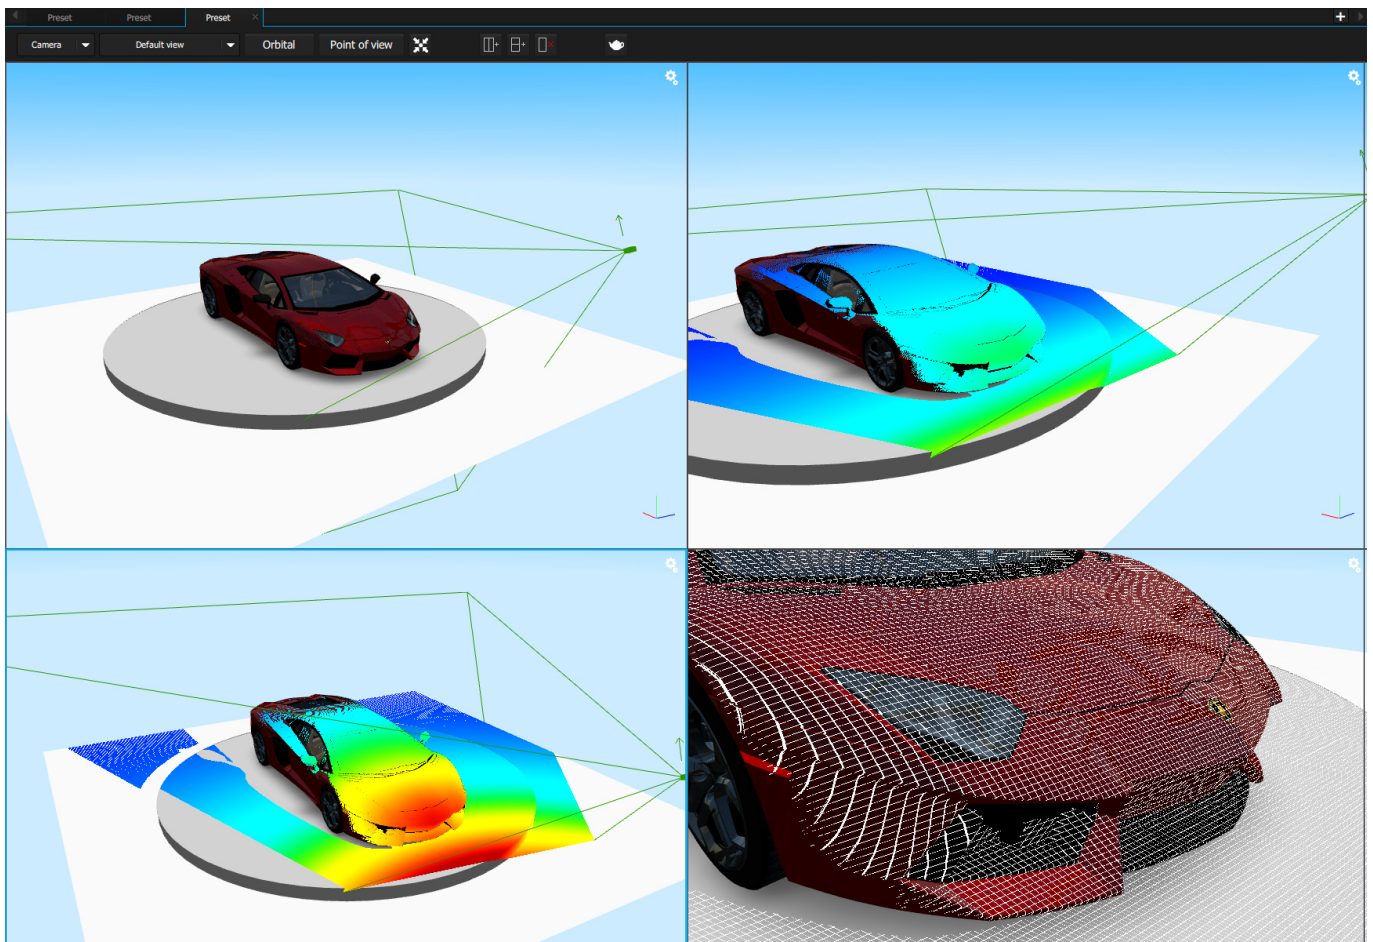 Preset
Preset
Preset
Camera
Default view
Orbital
Point of view